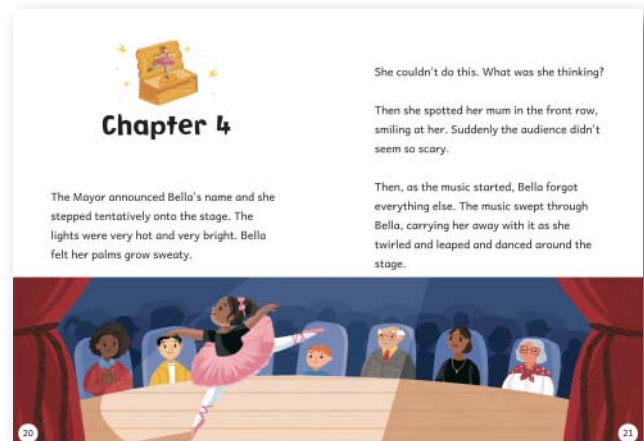 Chapter 4
The Mayor announced Bella's name and she
stepped tentatively onto the stage. The
lights were very hot and very bright. Bella
felt her palms grow sweaty.
She couldn't do this. What was she thinking?
Then she spotted her mum in the front row,
smiling at her. Suddenly the audience didn't
seem so scary.
Then, as the music started, Bella forgot
everything else. The music swept through
Bella, carrying her away with it as she
twirled and leaped and danced around the
stage.
20
21